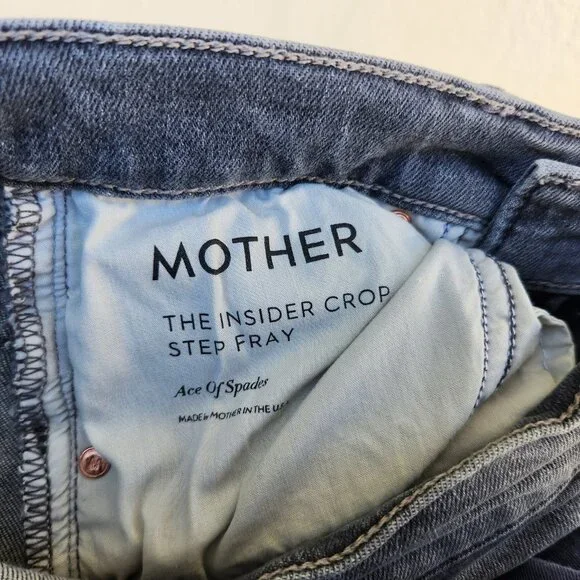 MOTHER
THE INSIDER CROP
STEP FRAY
Ace Of Spades
MADE by MOTHER IN THE U.S.